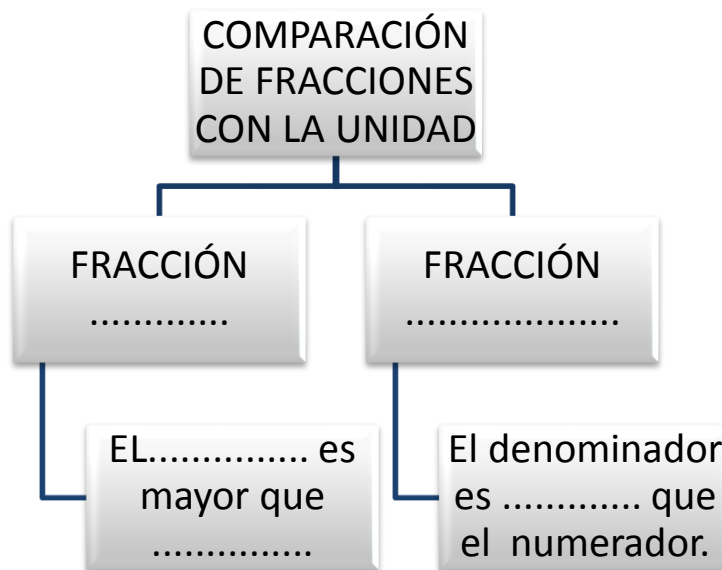 COMPARACIÓN
DE FRACCIONES
CON LA UNIDAD
FRACCIÓN
.............
FRACCIÓN
.....................
EL................ es
mayor que
................
El denominador
es ............. que
el numerador.